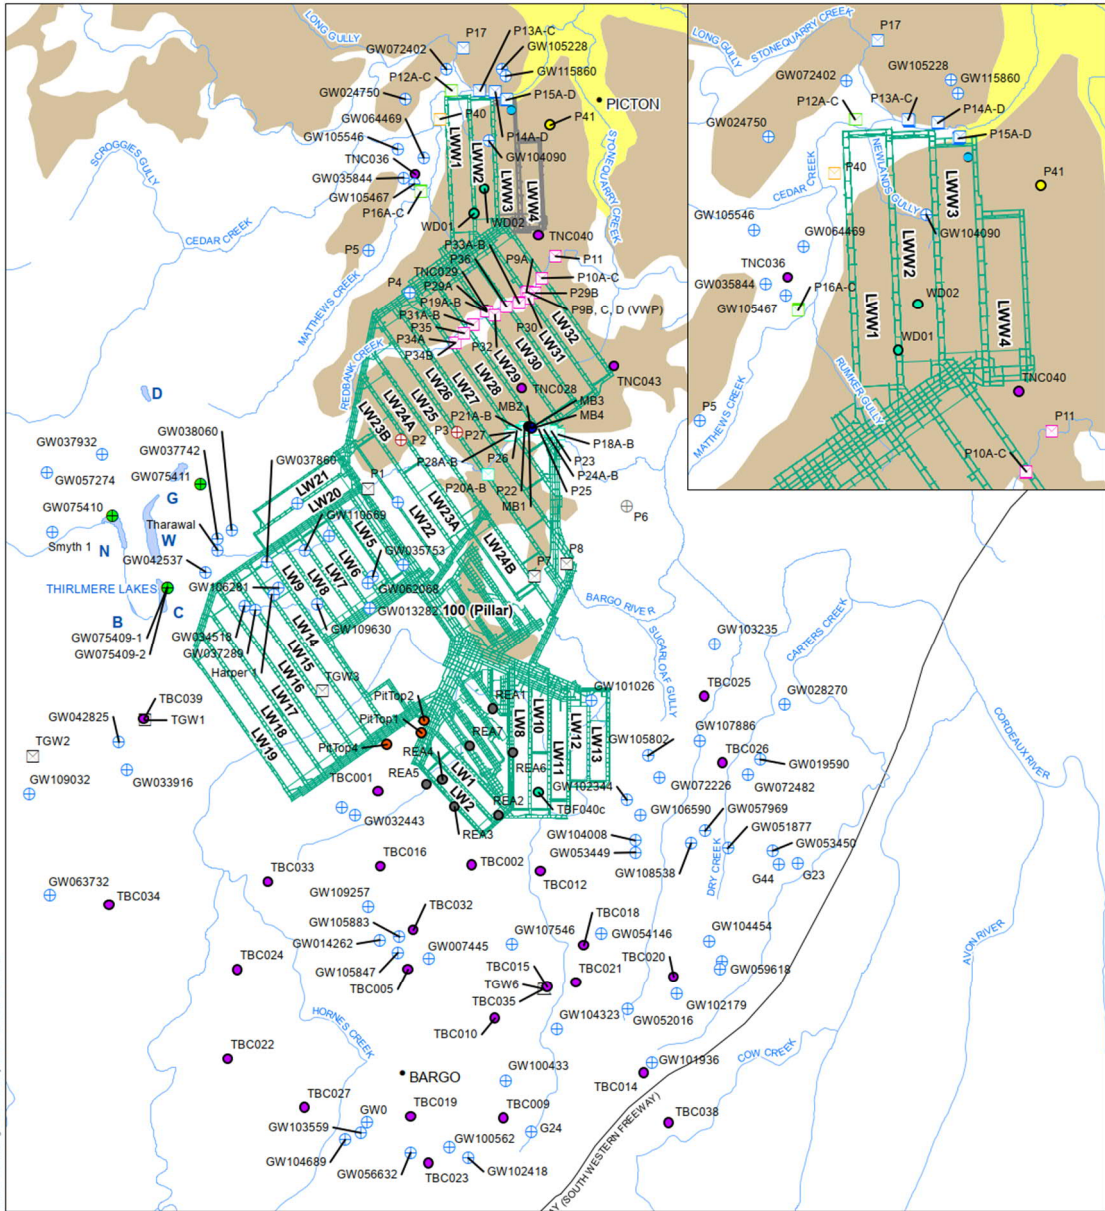 LONG GULLY
P17
P13A-C
GW105228
GW072402
GW115860
P12A-C
P15A-D
GW024750
PICTON
P40
P41
GW064469
P14A-D
GW105546
GW104090
TNC036
STONEQUARRY CREEK
SCROGGIES GULLY
GW035844
GW105467
P16A-C
LWW1
LWW2
LWW3
LWW4
CEDAR CREEK
WD01
WD02
P33A-B
TNC040
P5
P36
P9A
P11
TNC029
P10A-C
P4
P29A
P29B
MATTHEWS CREEK
P19A-B
P9B, C, D (VWP)
P31A-B
P30
P35
LW32
P34A
P32
LW31
P34B
LW30
REDBANK CREEK
LW29
TNC043
LW28
TNC028
LW27
LW26
MB3
LW25
MB2
MB4
D
LW24A
P21A-B
LW23B
P3
P27
P18A-B
GW038060
P2
P23
GW037932
GW037742
P28A-B
P26
P24A-B
GW037860
GW075411
LW21
P1
P20A-B
P22
P25
GW057274
G
LW20
MB1
P6
GW110669
LW22
LW23A
GW075410
Tharawal
LW5
W
Smyth 1
N
LW6
GW035753
LW24B
P8
GW042537
LW7
P7
LW8
THIRLMERE LAKES
GW106281
LW9
GW062068
BARGO RIVER
100 (Pillar)
B
C
GW013282
GW075409-1
GW034518
LW14
GW109630
GW103235
CARTERS CREEK
GW075409-2
GW037289
LW15
SUGARLOAF GULLY
Harper 1
LW16
TGW3
GW101026
TBC025
TBC039
LW17
PitTop2
REA1
GW028270
GW042825
TGW1
LW18
PitTop1
LW8
LW10
LW12
LW13
GW107886
CORDEAUX RIVER
TGW2
LW19
PitTop4
REA7
GW105802
TBC026
REA4
REA6
LW11
GW019590
GW109032
GW033916
TBC001
REA5
LW1
GW102344
GW072226
GW072482
LW2
REA2
TBF040c
GW106590
GW057969
GW032443
REA3
GW104008
GW051877
TBC016
TBC002
GW053449
GW053450
TBC033
TBC012
GW108538
DRY CREEK
G44
G23
GW063732
TBC034
GW109257
TBC032
TBC018
GW105883
GW104454
GW014262
GW007445
GW107546
GW054146
TBC024
GW105847
TBC015
TBC021
TBC020
GW059618
AVON RIVER
TBC005
TGW6
TBC035
GW102179
HORNES CREEK
TBC010
GW104323
GW052016
TBC022
GW101936
COW CREEK
GW100433
BARGO
TBC014
TBC027
GW0
TBC019
TBC009
TBC038
GW103559
G24
GW104689
GW100562
GW056632
TBC023
GW102418
AY (SOUTH WESTERN FREEWAY)
LONG GULLY
STONEQUARRY CREEK
P17
GW072402
GW105228
GW115860
P12A-C
P13A-C
P14A-D
GW024750
P15A-D
P40
NEWLANDS GULLY
P41
CEDAR CREEK
LWW3
GW105546
GW064469
GW104090
TNC036
LWW2
GW035844
P16A-C
WD02
GW105467
LWW1
LWW4
WD01
RUMKER GULLY
TNC040
P5
MATTHEWS CREEK
P11
P10A-C